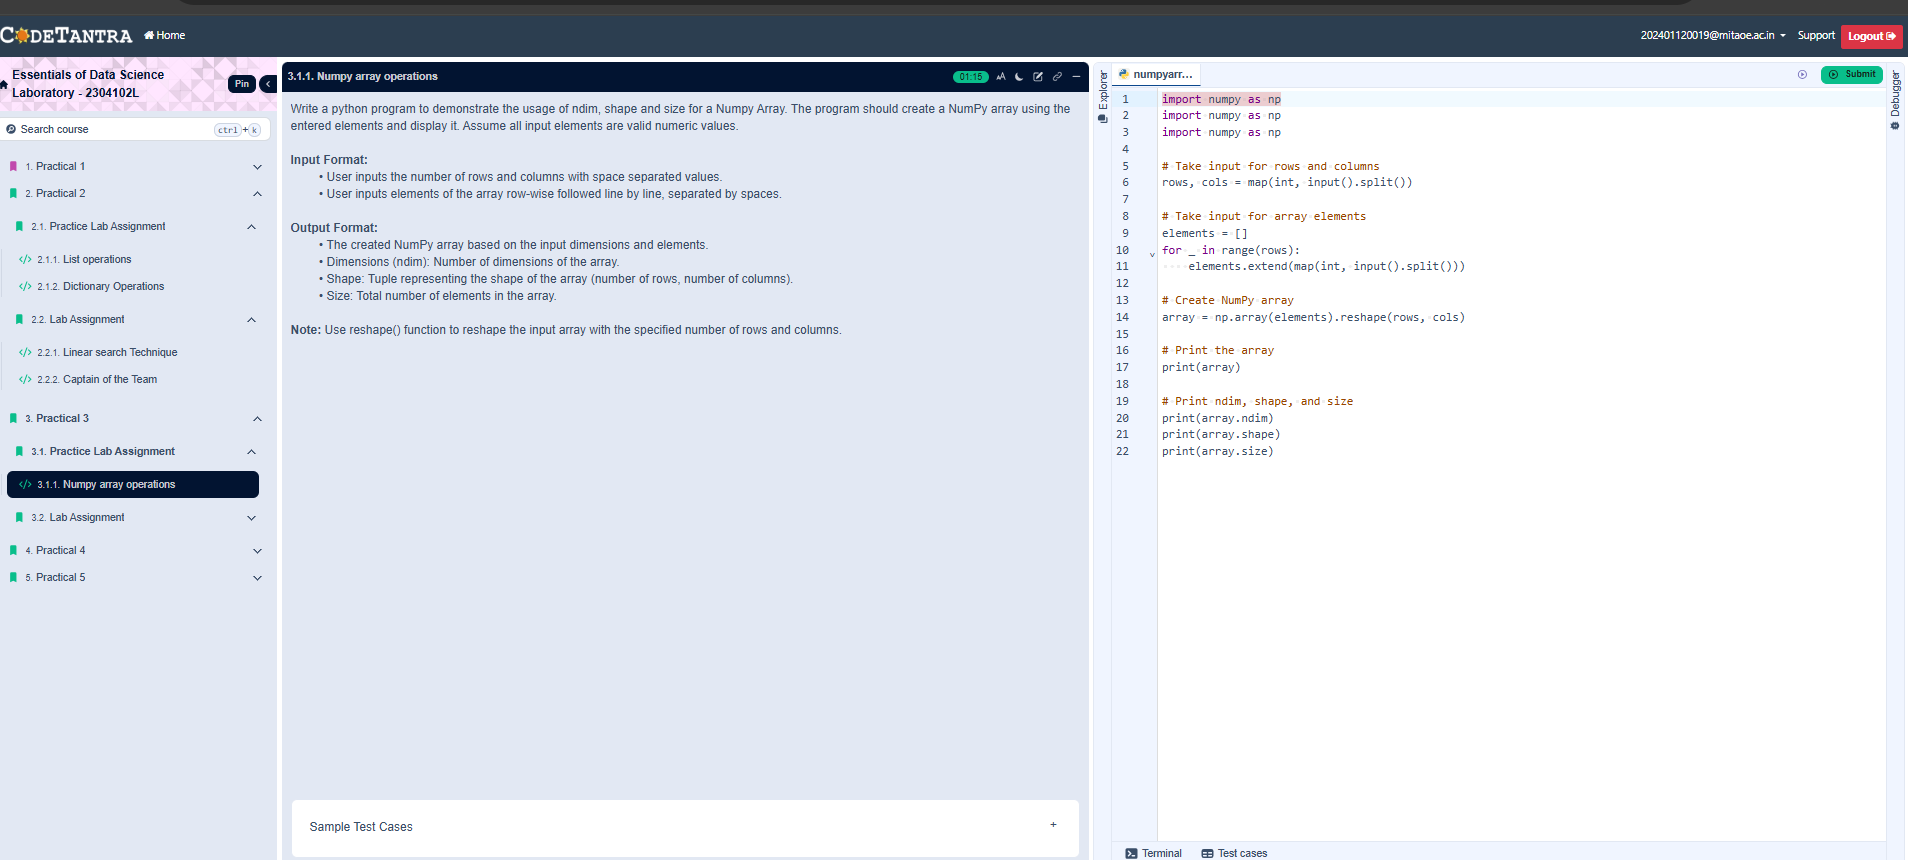 CODETANTRA
Home
202401120019@mitaoe.ac.in
Support
Logout
Essentials of Data Science
Laboratory - 2304102L
Pin
Search course
ctrl + k
1. Practical 1
2. Practical 2
2.1. Practice Lab Assignment
</> 2.1.1. List operations
</> 2.1.2. Dictionary Operations
2.2. Lab Assignment
</> 2.2.1. Linear search Technique
</> 2.2.2. Captain of the Team
3. Practical 3
3.1. Practice Lab Assignment
</> 3.1.1. Numpy array operations
3.2. Lab Assignment
4. Practical 4
5. Practical 5
3.1.1. Numpy array operations
01:15
AA
Write a python program to demonstrate the usage of ndim, shape and size for a Numpy Array. The program should create a NumPy array using the
entered elements and display it. Assume all input elements are valid numeric values.
Input Format:
• User inputs the number of rows and columns with space separated values.
• User inputs elements of the array row-wise followed line by line, separated by spaces.
Output Format:
• The created NumPy array based on the input dimensions and elements.
• Dimensions (ndim): Number of dimensions of the array.
• Shape: Tuple representing the shape of the array (number of rows, number of columns).
• Size: Total number of elements in the array.
Note: Use reshape() function to reshape the input array with the specified number of rows and columns.
Sample Test Cases
+
Explorer
numpyarr...
Submit
Debugger
1 import numpy as np
2 import numpy as np
3 import numpy as np
4
5 # Take input for rows and columns
6 rows, cols = map(int, input().split())
7
8 # Take input for array elements
9 elements = []
10 for _ in range(rows):
11     elements.extend(map(int, input().split()))
12
13 # Create NumPy array
14 array = np.array(elements).reshape(rows, cols)
15
16 # Print the array
17 print(array)
18
19 # Print ndim, shape, and size
20 print(array.ndim)
21 print(array.shape)
22 print(array.size)
Terminal
Test cases